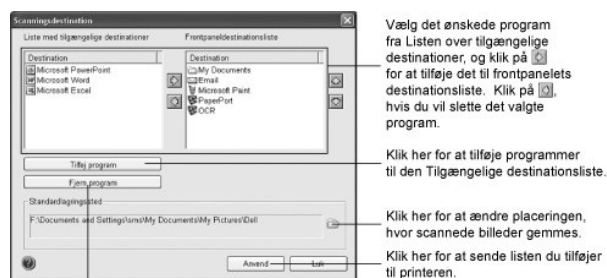 Scanningsdestination
Liste med tilgængelige destinationer
Frontpaneldestinationsliste
Destination
Microsoft PowerPoint
Microsoft Word
Microsoft Excel
Destination
My Documents
Email
Microsoft Paint
PaperPort
OCR
Tilføj program
Fjern program
Standardlagringssted
F:\Documents and Settings\sms\My Documents\My Pictures\Dell
Anvend
Luk
Vælg det ønskede program
fra Listen over tilgængelige
destinationer, og klik på
for at tilføje det til frontpanelets
destinationsliste. Klik på
hvis du vil slette det valgte
program.
Klik her for at tilføje programmer
til den Tilgængelige destinationsliste.
Klik her for at ændre placeringen,
hvor scannede billeder gemmes.
Klik her for at sende listen du tilføjer
til printeren.